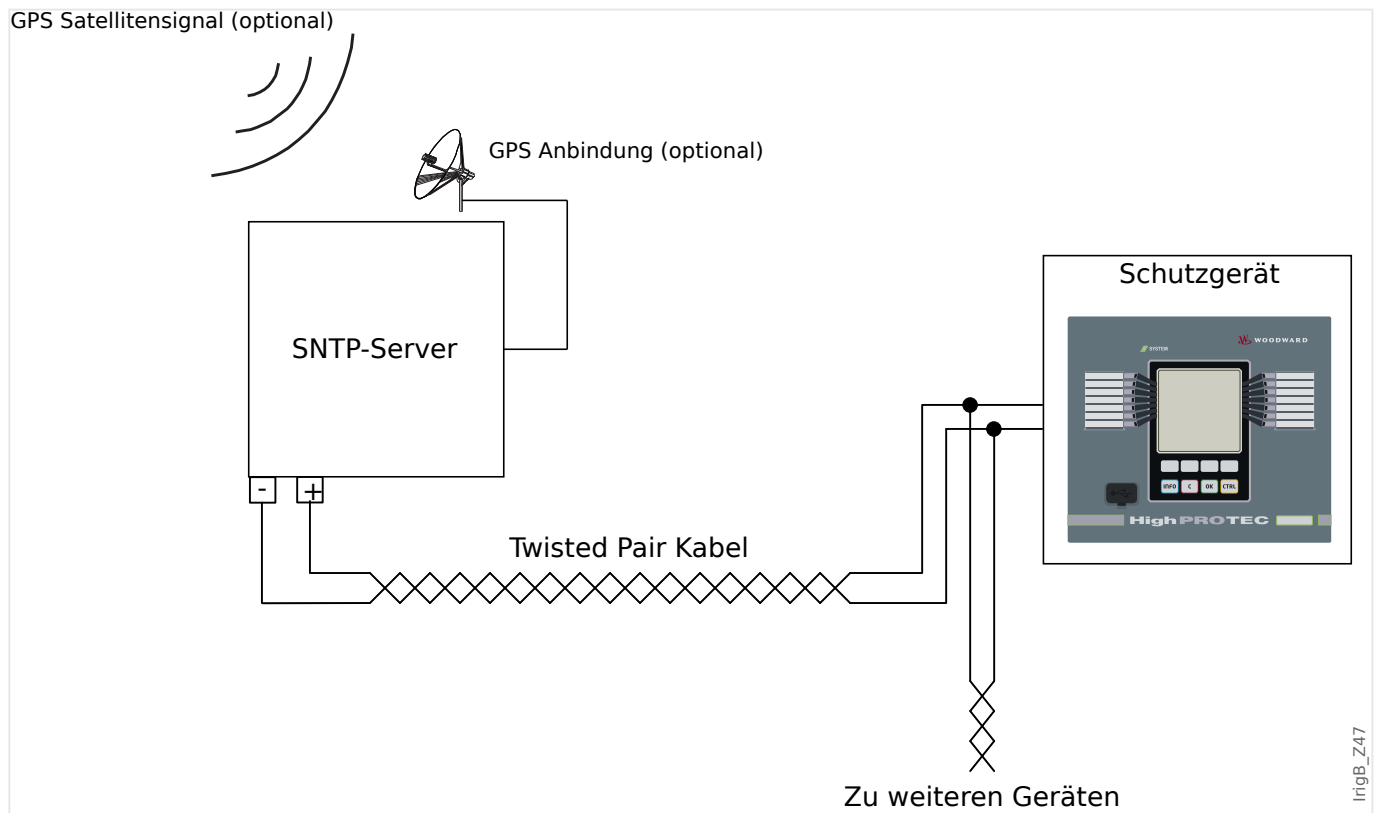 GPS Satellitensignal (optional)
GPS Anbindung (optional)
SNTP-Server
- +
Schutzgerät
WOODWARD
SYSTEM
INFO C OK CTRL
HighPROTEC
Twisted Pair Kabel
Zu weiteren Geräten
IrigB_Z47